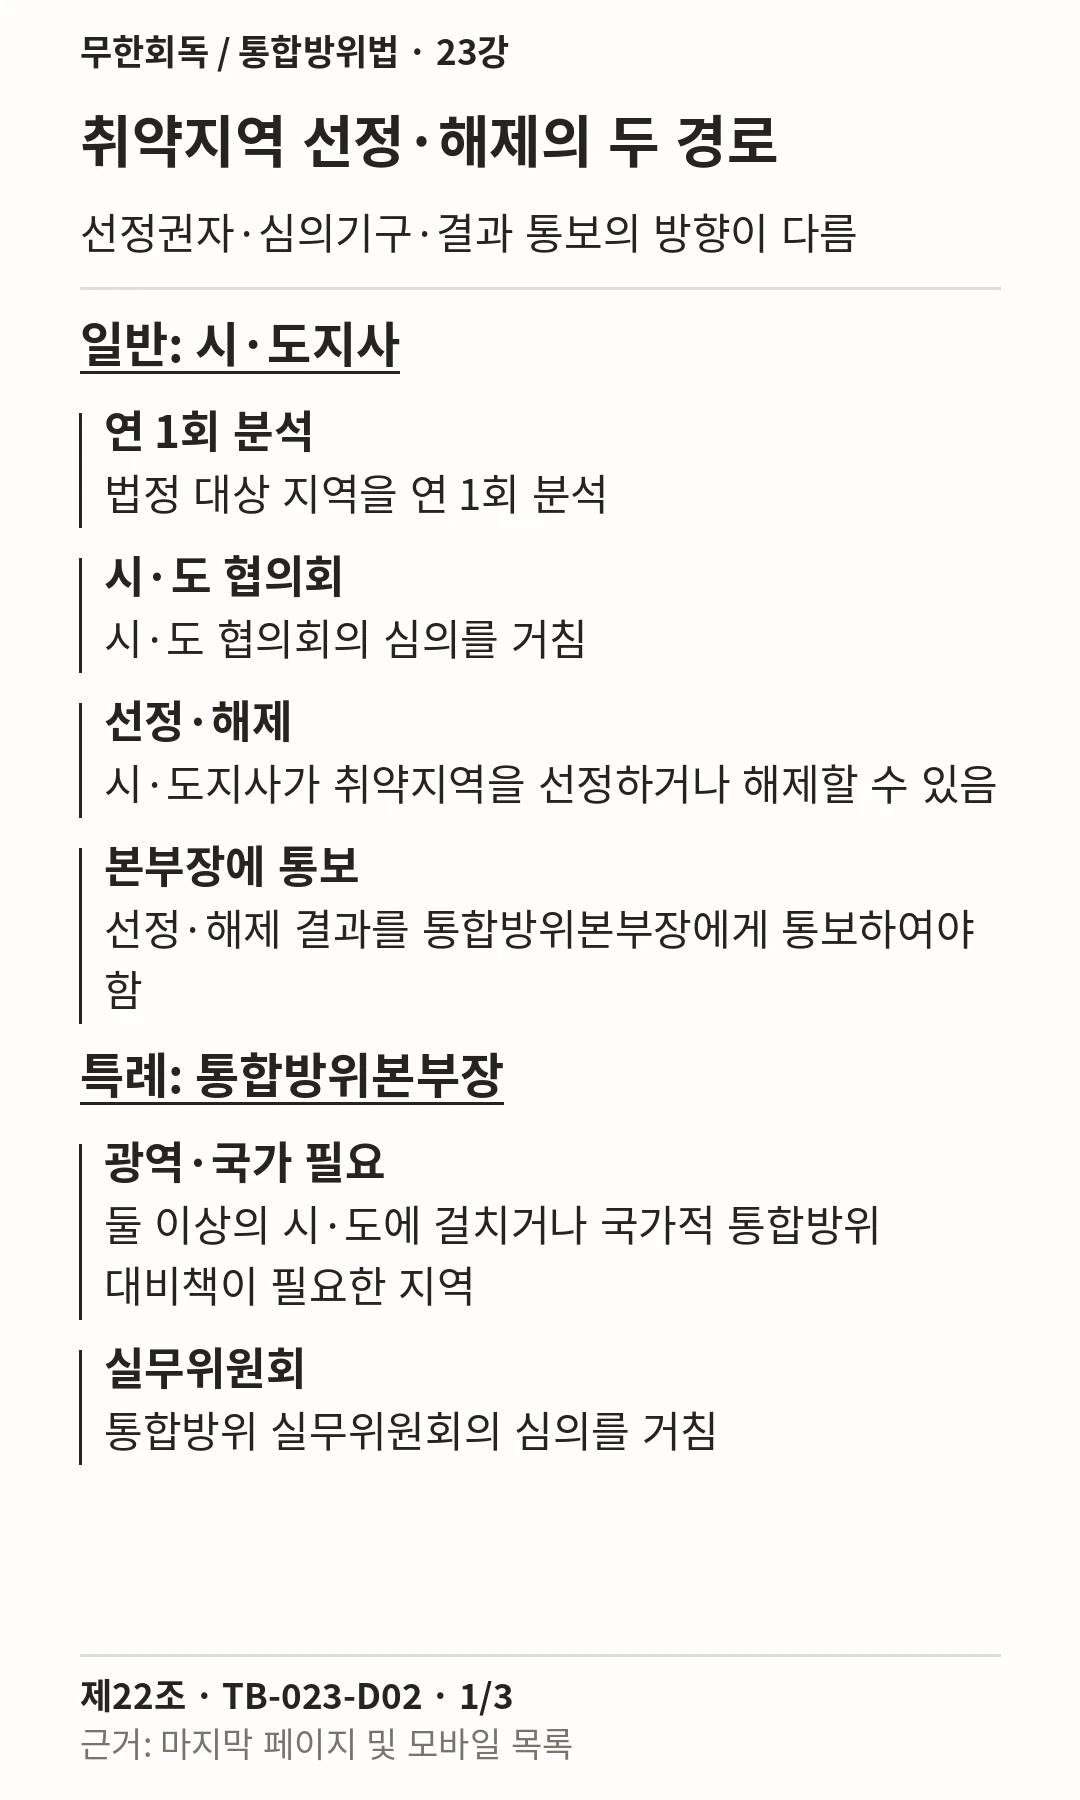 무한회독 / 통합방위법 · 23강
취약지역 선정·해제의 두 경로
선정권자·심의기구·결과 통보의 방향이 다름
일반: 시·도지사
연 1회 분석
법정 대상 지역을 연 1회 분석
시·도 협의회
시·도 협의회의 심의를 거침
선정·해제
시·도지사가 취약지역을 선정하거나 해제할 수 있음
본부장에 통보
선정·해제 결과를 통합방위본부장에게 통보하여야
함
특례: 통합방위본부장
광역·국가 필요
둘 이상의 시·도에 걸치거나 국가적 통합방위
대비책이 필요한 지역
실무위원회
통합방위 실무위원회의 심의를 거침
제22조 · TB-023-D02 · 1/3
근거: 마지막 페이지 및 모바일 목록